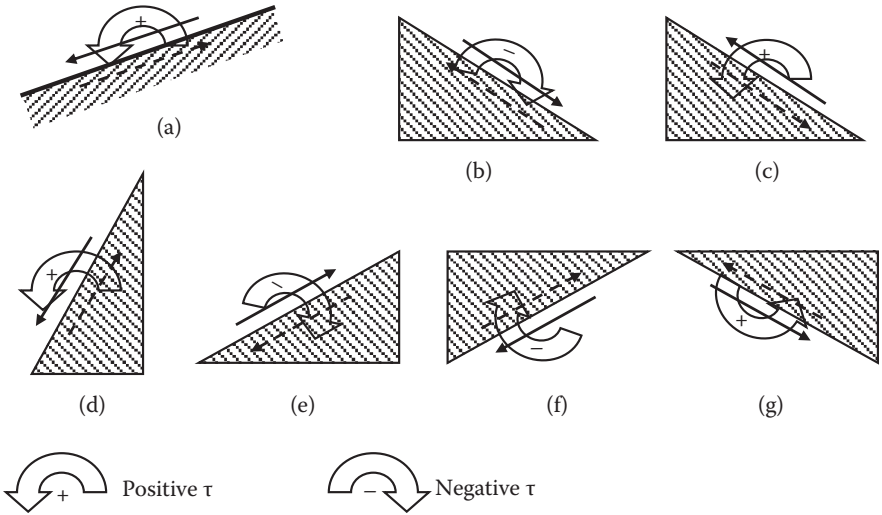 +
(a)
−
(b)
+
(c)
+
(d)
−
(e)
−
(f)
+
(g)
+ Positive τ
− Negative τ